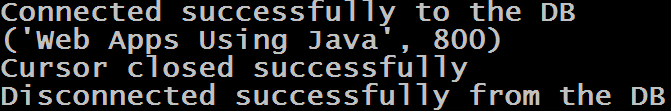 Connected successfully to the DB
('Web Apps Using Java', 800)
Cursor closed successfully
Disconnected successfully from the DB